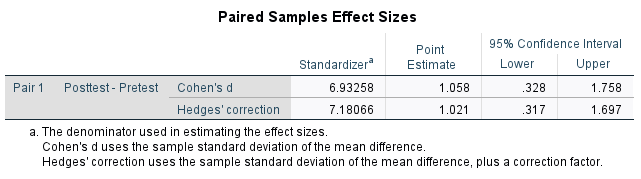 Paired Samples Effect Sizes
Standardizerᵃ Point Estimate 95% Confidence Interval
Lower Upper
Pair 1 Posttest - Pretest Cohen's d 6.93258 1.058 .328 1.758
Hedges' correction 7.18066 1.021 .317 1.697
a. The denominator used in estimating the effect sizes.
Cohen's d uses the sample standard deviation of the mean difference.
Hedges' correction uses the sample standard deviation of the mean difference, plus a correction factor.